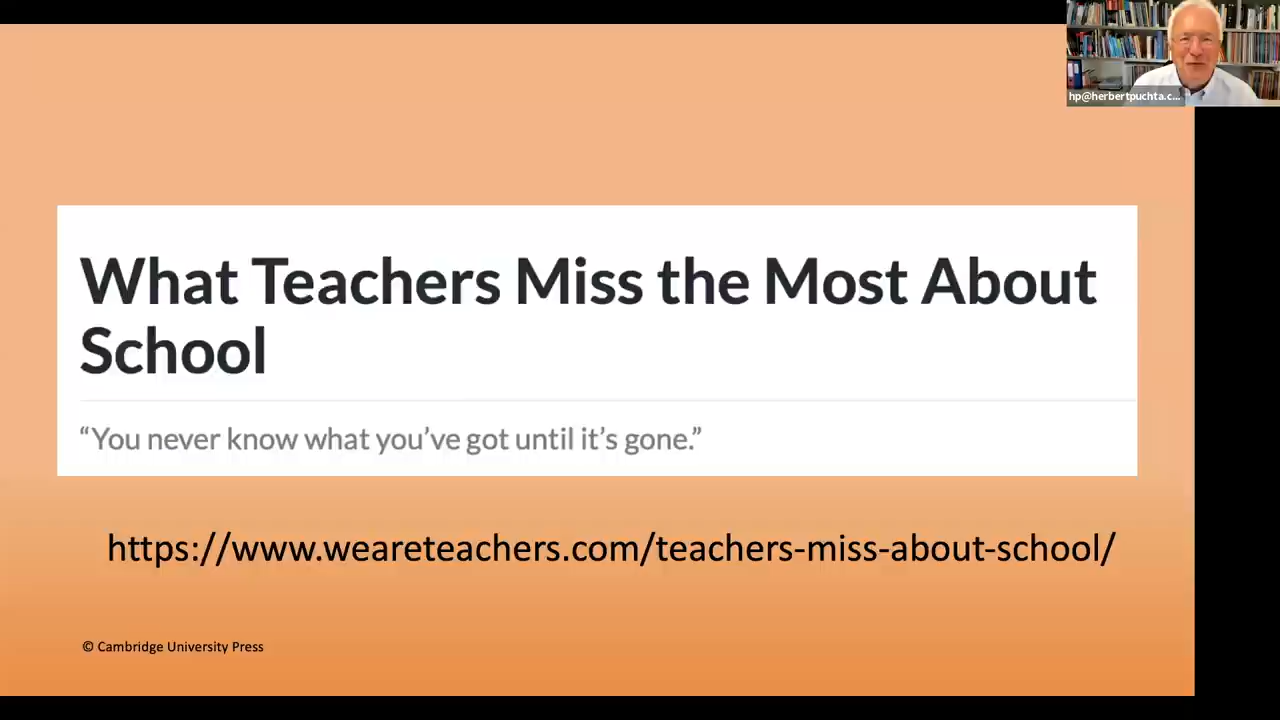 hp@herbertpuchta.c...
What Teachers Miss the Most About
School
“You never know what you’ve got until it’s gone.”
https://www.weareteachers.com/teachers-miss-about-school/
© Cambridge University Press